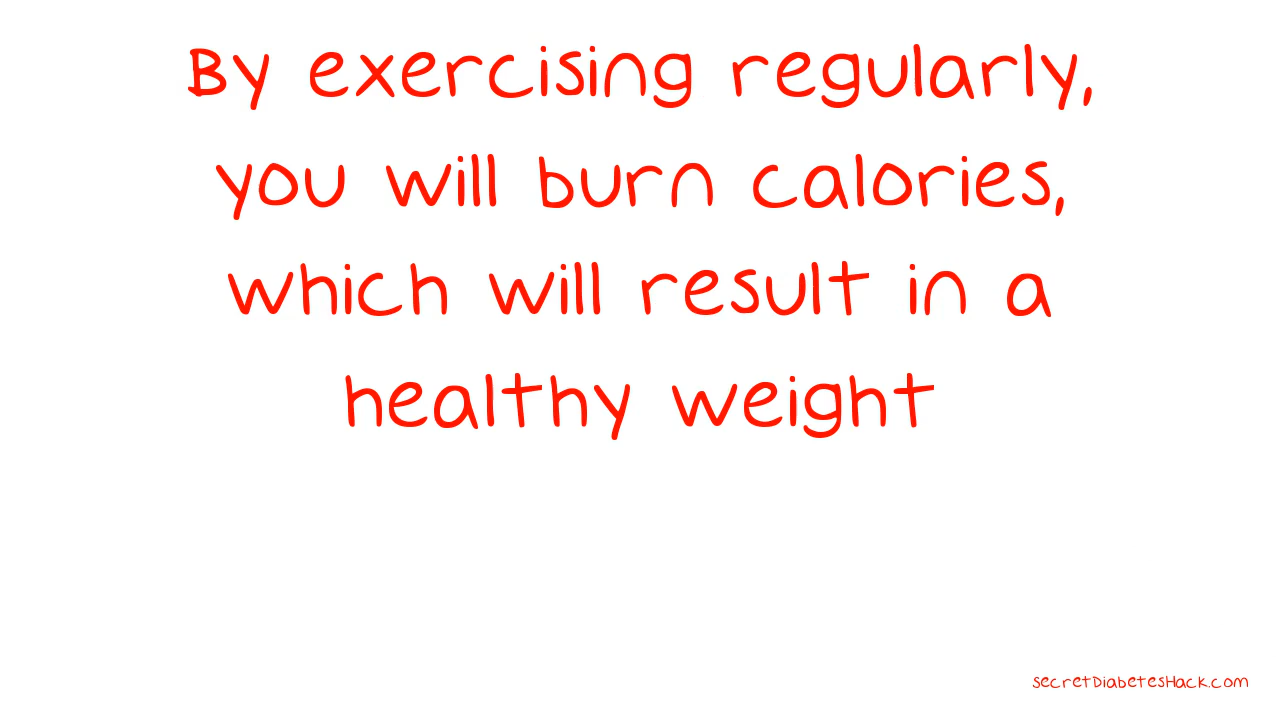 By exercising regularly,
you will burn calories,
which will result in a
healthy weight
secretDiabetesHack.com